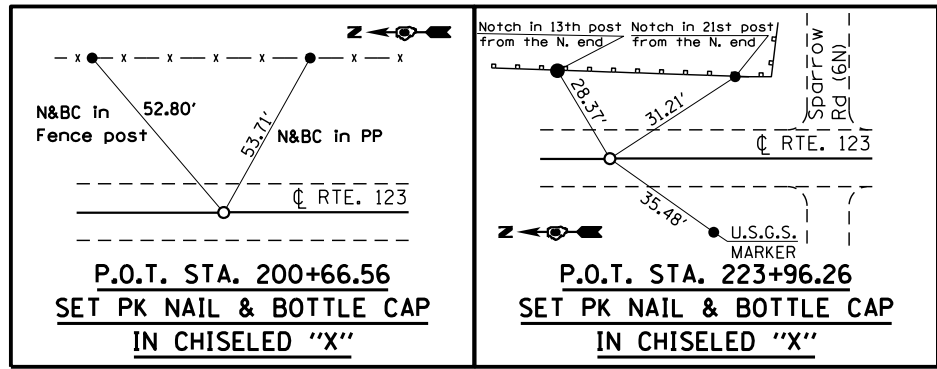 N
x x x x x x
N&BC in
Fence post
52.80'
53.71'
N&BC in PP
℄ RTE. 123
P.O.T. STA. 200+66.56
SET PK NAIL & BOTTLE CAP
IN CHISELED "X"
Notch in 13th post
from the N. end
Notch in 21st post
from the N. end
28.37'
31.21'
Sparrow
Rd (6N)
℄ RTE. 123
35.48'
N
U.S.G.S.
MARKER
P.O.T. STA. 223+96.26
SET PK NAIL & BOTTLE CAP
IN CHISELED "X"